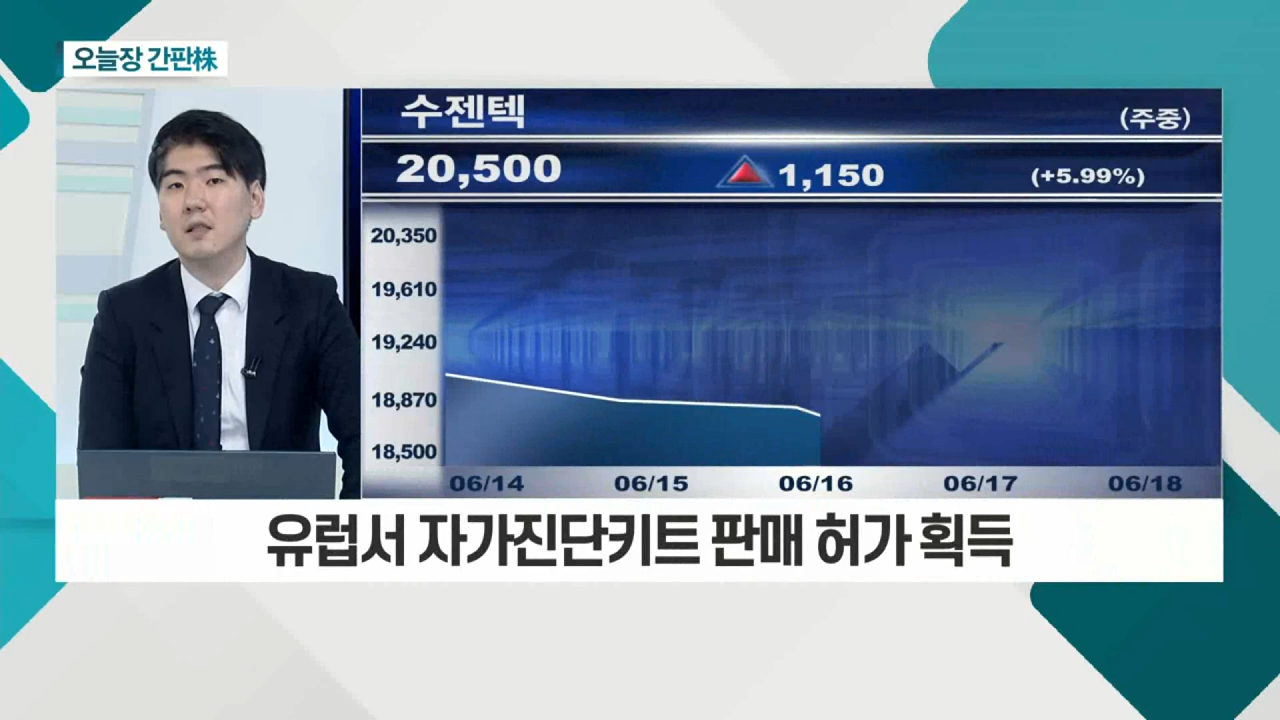 오늘장 간판株
수젠텍 (주중)
20,500 1,150 (+5.99%)
20,350
19,610
19,240
18,870
18,500
06/14 06/15 06/16 06/17 06/18
유럽서 자가진단키트 판매 허가 획득